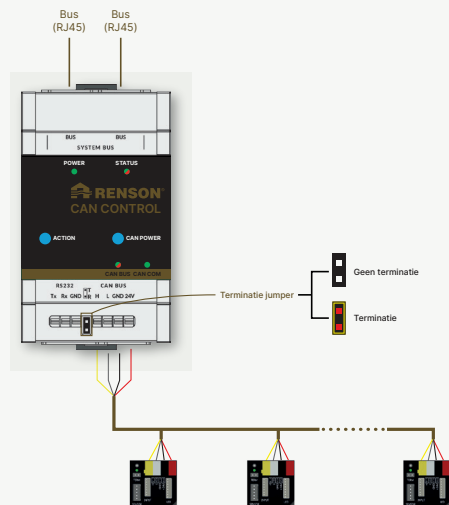 Bus
(RJ45)
Bus
(RJ45)
BUS
BUS
SYSTEM BUS
POWER
STATUS
RENSON
CAN CONTROL
ACTION
CAN POWER
CAN BUS
CAN COM
RS232
CAN BUS
Tx Rx GND T R H L GND 24V
Terminatie jumper
Geen terminatie
Terminatie